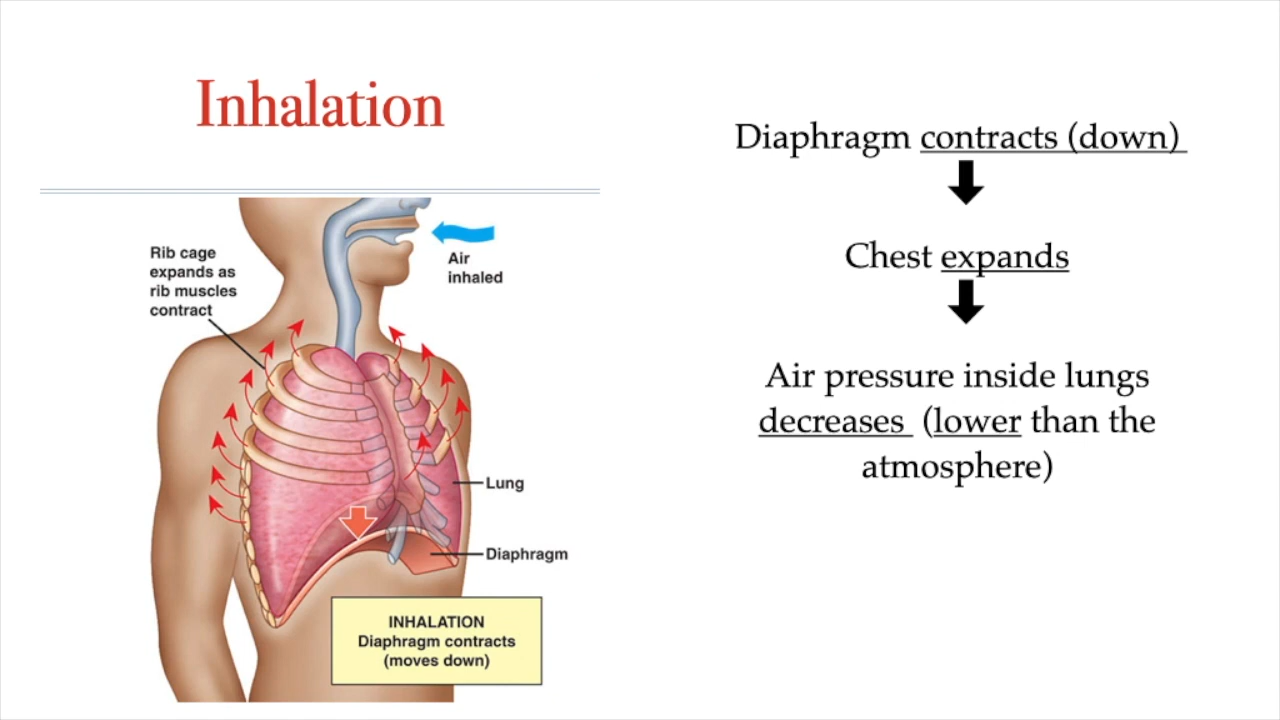 Inhalation
Rib cage
expands as
rib muscles
contract
Air
inhaled
Lung
Diaphragm
INHALATION
Diaphragm contracts
(moves down)
Diaphragm contracts (down)
Chest expands
Air pressure inside lungs
decreases (lower than the
atmosphere)